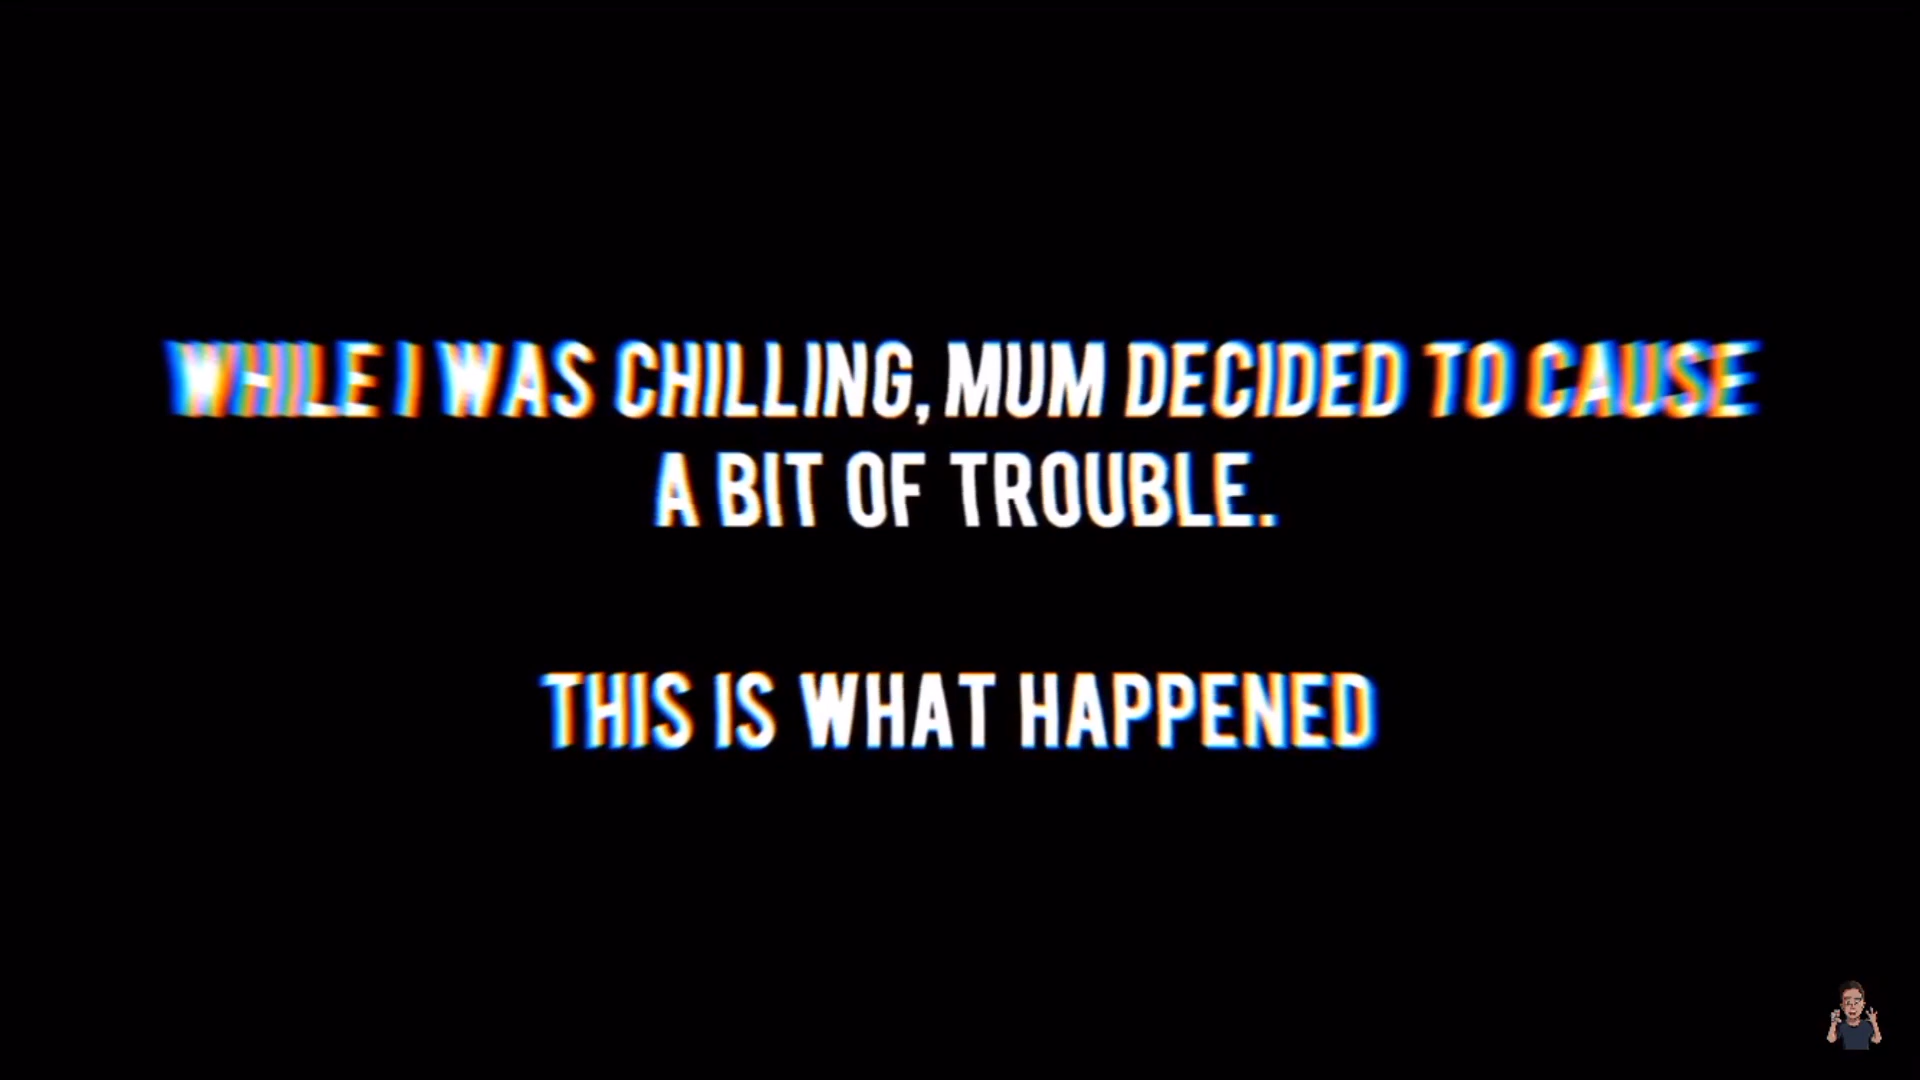 WHILE I WAS CHILLING, MUM DECIDED TO CAUSE
A BIT OF TROUBLE..
THIS IS WHAT HAPPENED